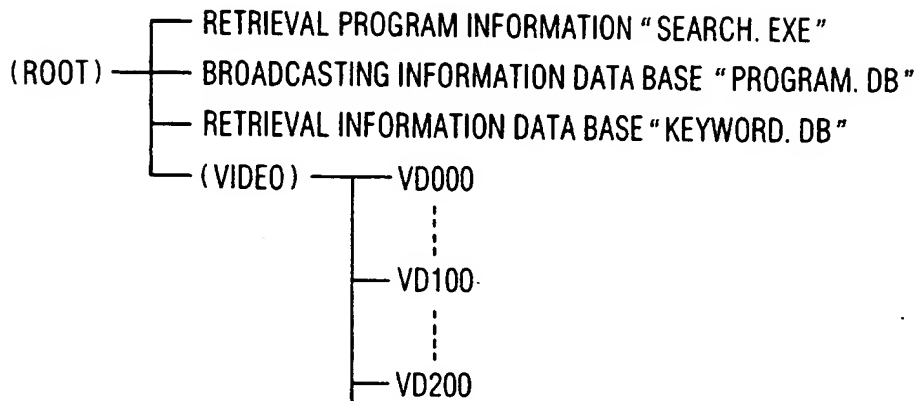 RETRIEVAL PROGRAM INFORMATION "SEARCH. EXE"
(ROOT) BROADCASTING INFORMATION DATA BASE "PROGRAM. DB"
RETRIEVAL INFORMATION DATA BASE "KEYWORD. DB"
(VIDEO) VD000
VD100
VD200